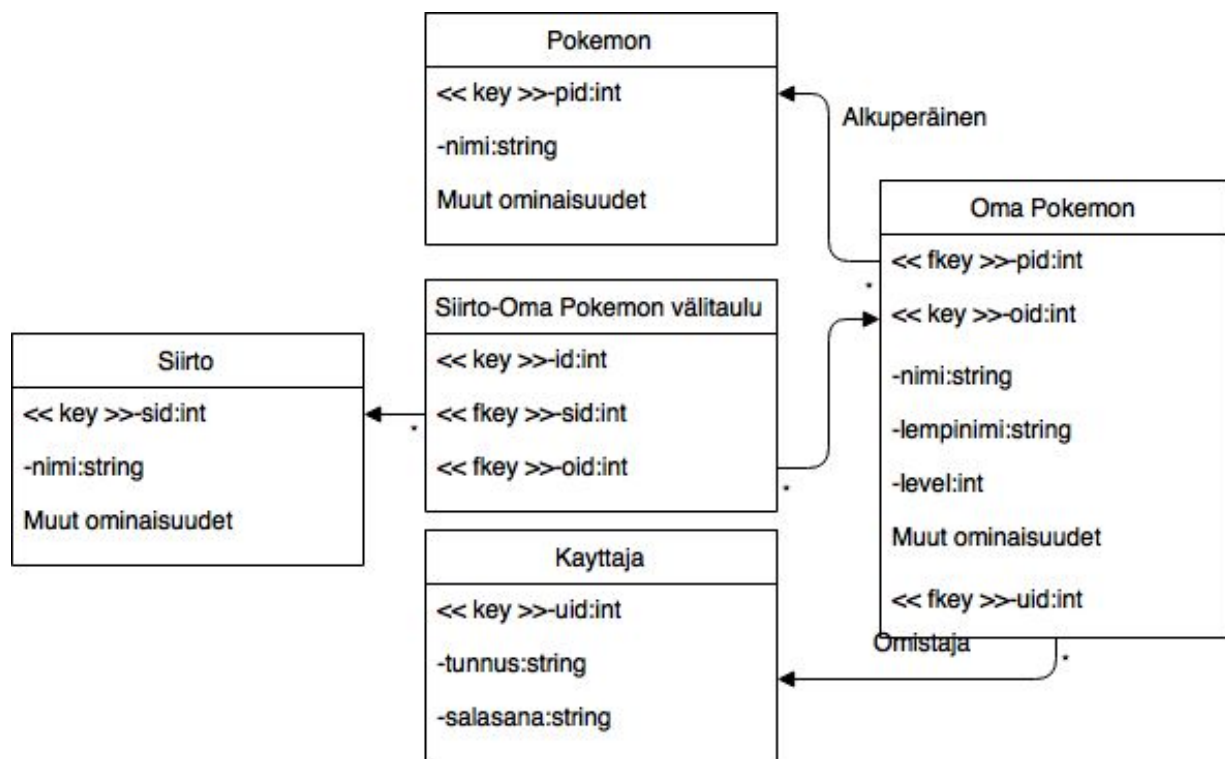 Pokemon
<< key >>-pid:int
-nimi:string
Muut ominaisuudet
Alkuperäinen
Oma Pokemon
<< fkey >>-pid:int
*
<< key >>-oid:int
-nimi:string
-lempinimi:string
-level:int
Muut ominaisuudet
<< fkey >>-uid:int
Siirto-Oma Pokemon välitaulu
<< key >>-id:int
<< fkey >>-sid:int
*
<< fkey >>-oid:int
*
Siirto
<< key >>-sid:int
-nimi:string
Muut ominaisuudet
Kayttaja
<< key >>-uid:int
-tunnus:string
-salasana:string
Omistaja
*